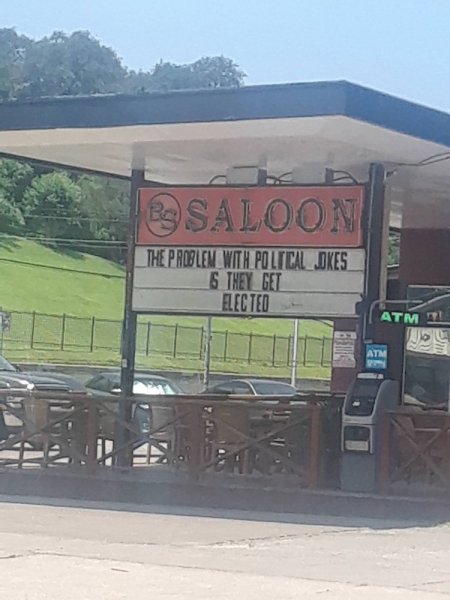 BS SALOON
THE PROBLEM WITH POLITICAL JOKES
IS THEY GET
ELECTED
ATM
ATM